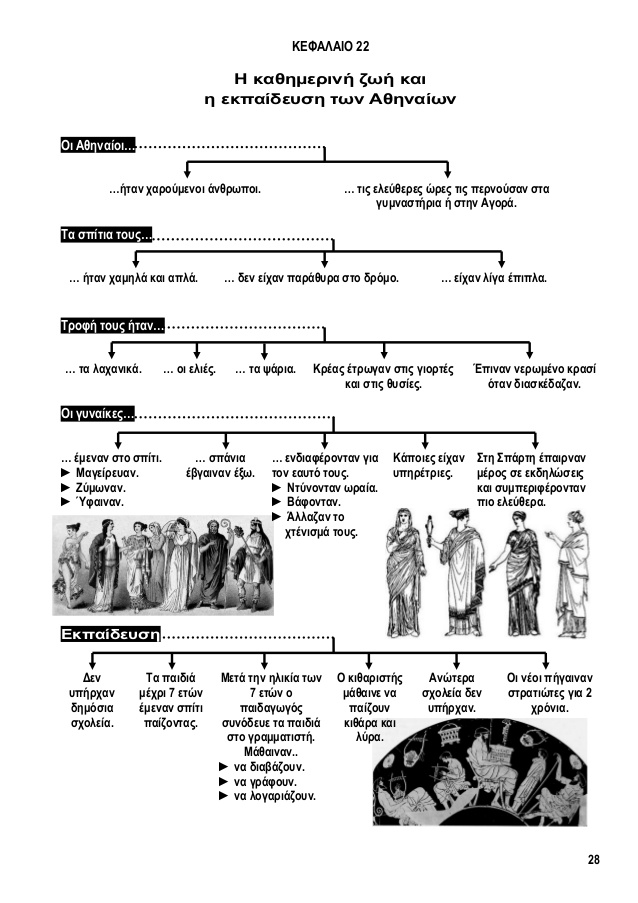 ΚΕΦΑΛΑΙΟ 22
Η καθημερινή ζωή και
η εκπαίδευση των Αθηναίων
Οι Αθηναίοι…
…ήταν χαρούμενοι άνθρωποι.
… τις ελεύθερες ώρες τις περνούσαν στα
γυμναστήρια ή στην Αγορά.
Τα σπίτια τους…
… ήταν χαμηλά και απλά.
… δεν είχαν παράθυρα στο δρόμο.
… είχαν λίγα έπιπλα.
Τροφή τους ήταν…
… τα λαχανικά.
… οι ελιές.
… τα ψάρια.
Κρέας έτρωγαν στις γιορτές
και στις θυσίες.
Έπιναν νερωμένο κρασί
όταν διασκέδαζαν.
Οι γυναίκες…
… έμεναν στο σπίτι.
► Μαγείρευαν.
► Ζύμωναν.
► Ύφαιναν.
… σπάνια
έβγαιναν έξω.
… ενδιαφέρονταν για
τον εαυτό τους.
► Ντύνονταν ωραία.
► Βάφονταν.
► Άλλαζαν το
χτένισμά τους.
Κάποιες είχαν
υπηρέτριες.
Στη Σπάρτη έπαιρναν
μέρος σε εκδηλώσεις
και συμπεριφέρονταν
πιο ελεύθερα.
Εκπαίδευση
Δεν
υπήρχαν
δημόσια
σχολεία.
Τα παιδιά
μέχρι 7 ετών
έμεναν σπίτι
παίζοντας.
Μετά την ηλικία των
7 ετών ο
παιδαγωγός
συνόδευε τα παιδιά
στο γραμματιστή.
Μάθαιναν..
► να διαβάζουν.
► να γράφουν.
► να λογαριάζουν.
Ο κιθαριστής
μάθαινε να
παίζουν
κιθάρα και
λύρα.
Ανώτερα
σχολεία δεν
υπήρχαν.
Οι νέοι πήγαιναν
στρατιώτες για 2
χρόνια.
28